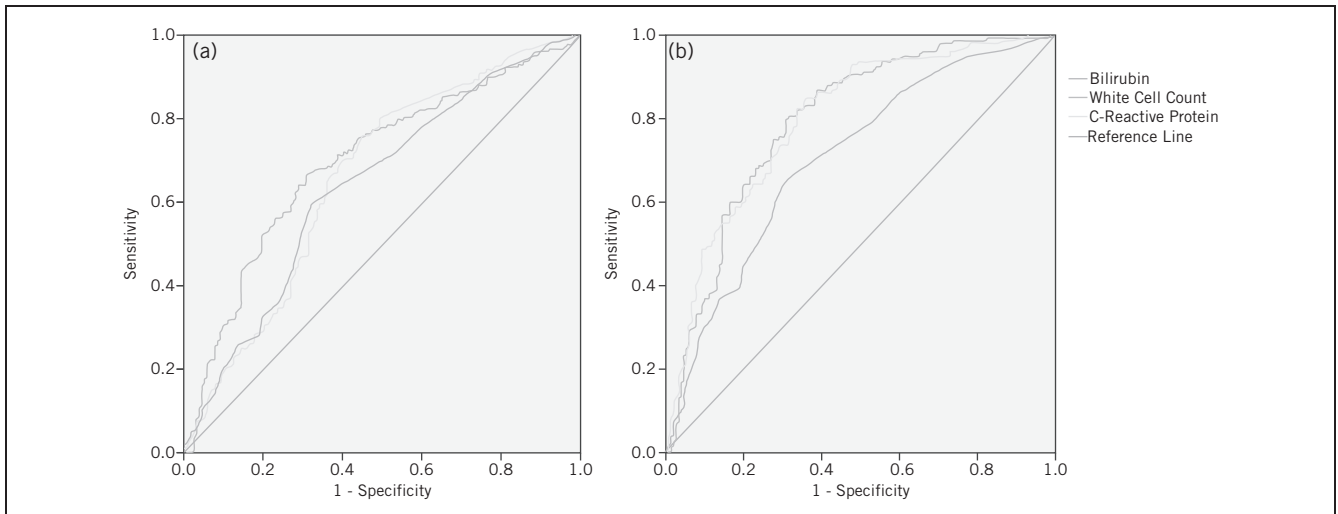 (a)
1.0
0.8
0.6
0.4
0.2
0.0
Sensitivity
0.0 0.2 0.4 0.6 0.8 1.0
1 - Specificity
(b)
1.0
0.8
0.6
0.4
0.2
0.0
Sensitivity
0.0 0.2 0.4 0.6 0.8 1.0
1 - Specificity
Bilirubin
White Cell Count
C-Reactive Protein
Reference Line